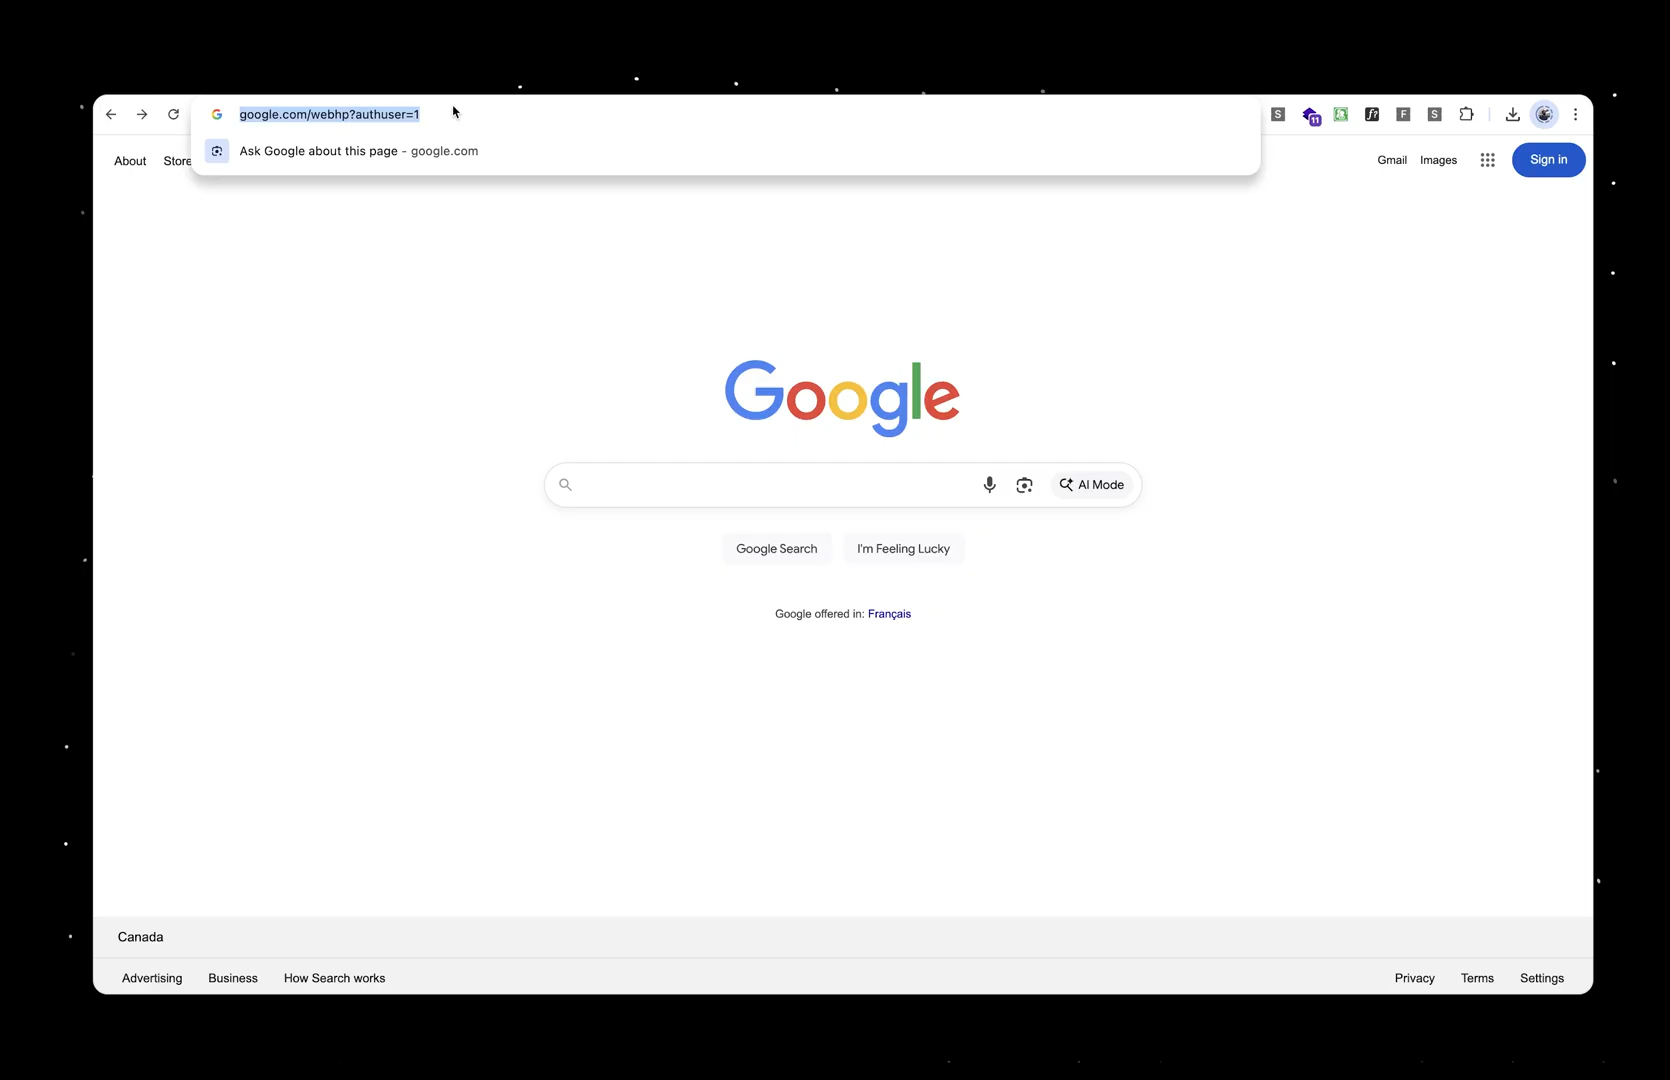 google.com/webhp?authuser=1
S
11
f?
F
S
Ask Google about this page - google.com
About Store
Gmail Images Sign in
Google
AI Mode
Google Search I'm Feeling Lucky
Google offered in: Français
Canada
Advertising Business How Search works
Privacy Terms Settings